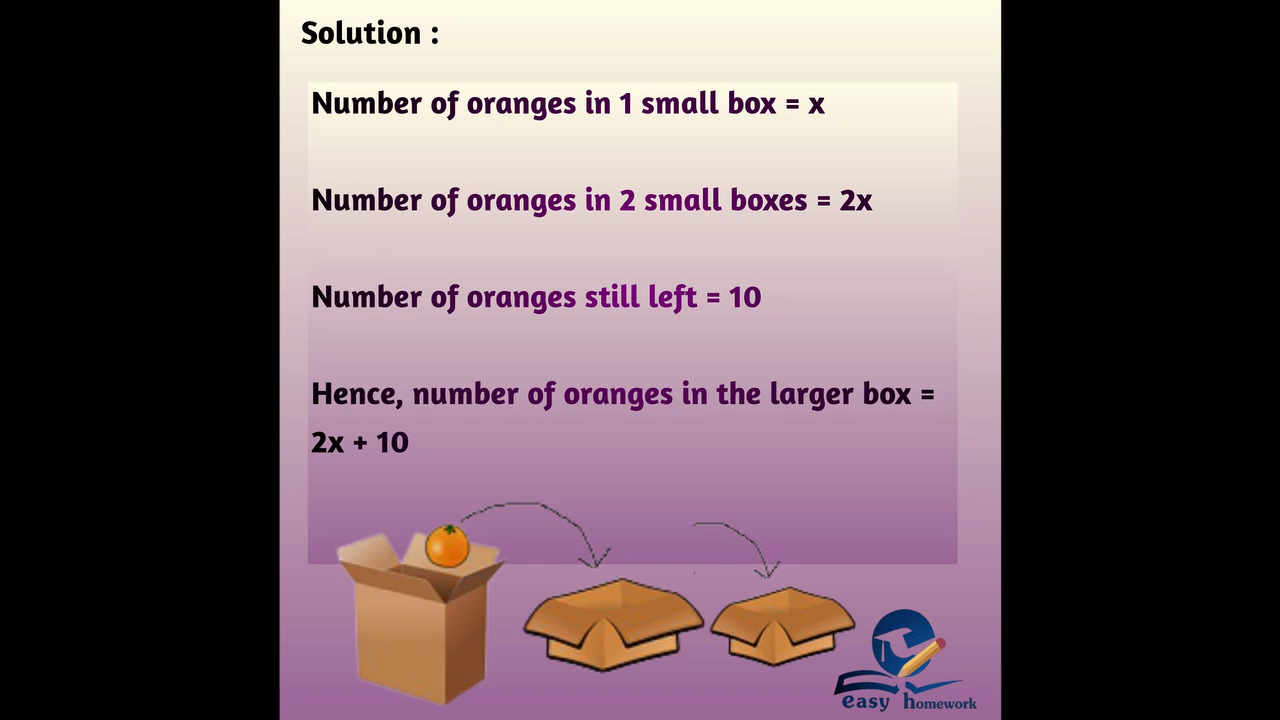 Solution :
Number of oranges in 1 small box = x
Number of oranges in 2 small boxes = 2x
Number of oranges still left = 10
Hence, number of oranges in the larger box =
2x + 10
easy homework